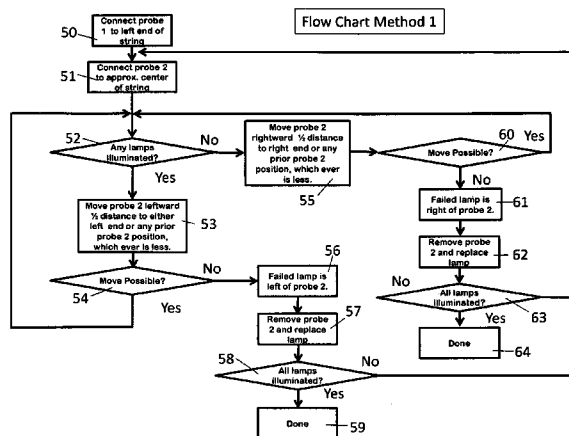 Flow Chart Method 1
50
Connect probe
1 to left end of
string
51
Connect probe 2
to approx. center
of string
52
Any lamps
illuminated?
No
Yes
Move probe 2
rightward ½ distance
to right end or any
prior probe 2
position, which ever
is less.
55
60
Move Possible?
Yes
No
Move probe 2 leftward
½ distance to either
left end or any prior
probe 2 position,
which ever is less.
53
Failed lamp is
right of probe 2.
61
Move Possible?
54
No
Yes
56
Failed lamp is
left of probe 2.
Remove probe
2 and replace
lamp
62
Remove probe
2 and replace
lamp
57
No
All lamps
illuminated?
63
Yes
58
All lamps
illuminated?
No
Yes
Done
64
Done
59